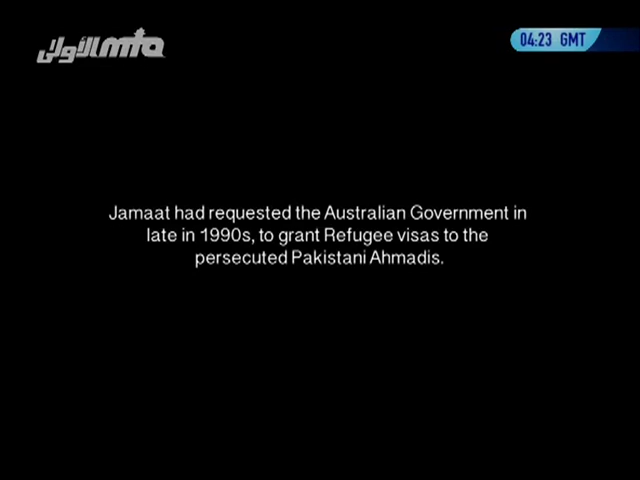 الأولى mta
04:23 GMT
Jamaat had requested the Australian Government in
late in 1990s, to grant Refugee visas to the
persecuted Pakistani Ahmadis.